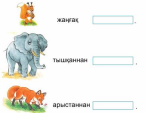 жаңғақ .
тышқаннан .
арыстаннан .